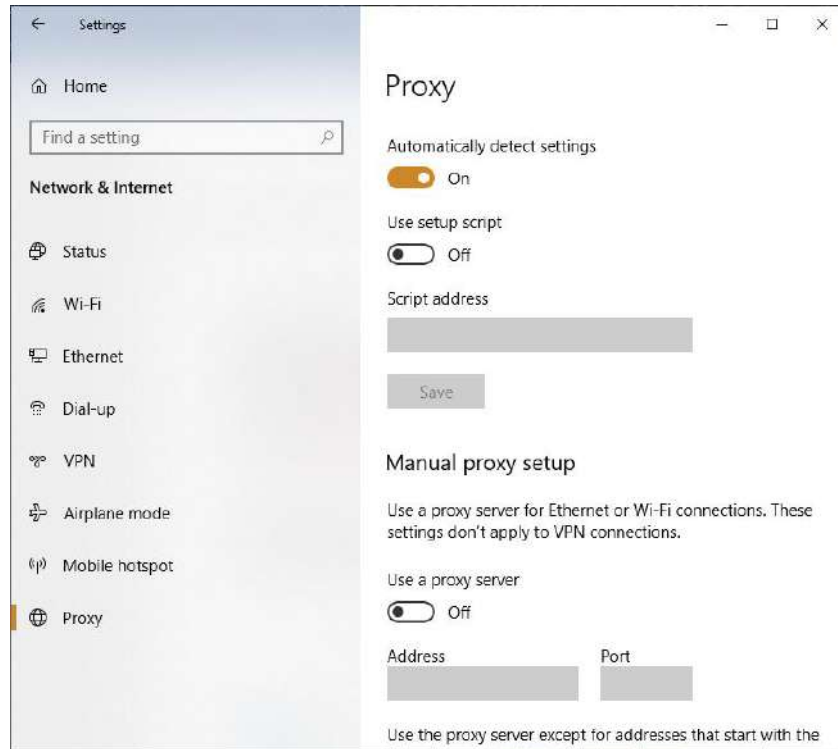 Settings
Home
Find a setting
Network & Internet
Status
Wi-Fi
Ethernet
Dial-up
VPN
Airplane mode
Mobile hotspot
Proxy
Proxy
Automatically detect settings
On
Use setup script
Off
Script address
Save
Manual proxy setup
Use a proxy server for Ethernet or Wi-Fi connections. These
settings don't apply to VPN connections.
Use a proxy server
Off
Address Port
Use the proxy server except for addresses that start with the